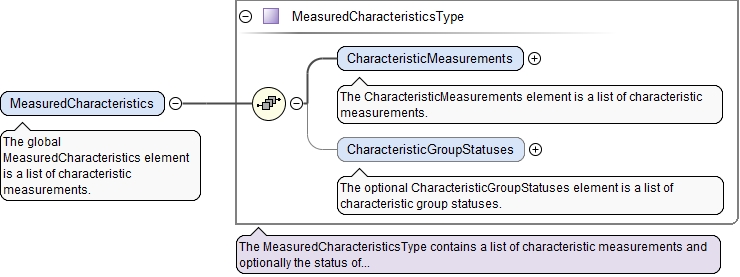 MeasuredCharacteristicsType
CharacteristicMeasurements
The CharacteristicMeasurements element is a list of characteristic
measurements.
MeasuredCharacteristics
The global
MeasuredCharacteristics element
is a list of characteristic
measurements.
CharacteristicGroupStatuses
The optional CharacteristicGroupStatuses element is a list of
characteristic group statuses.
The MeasuredCharacteristicsType contains a list of characteristic measurements and
optionally the status of...